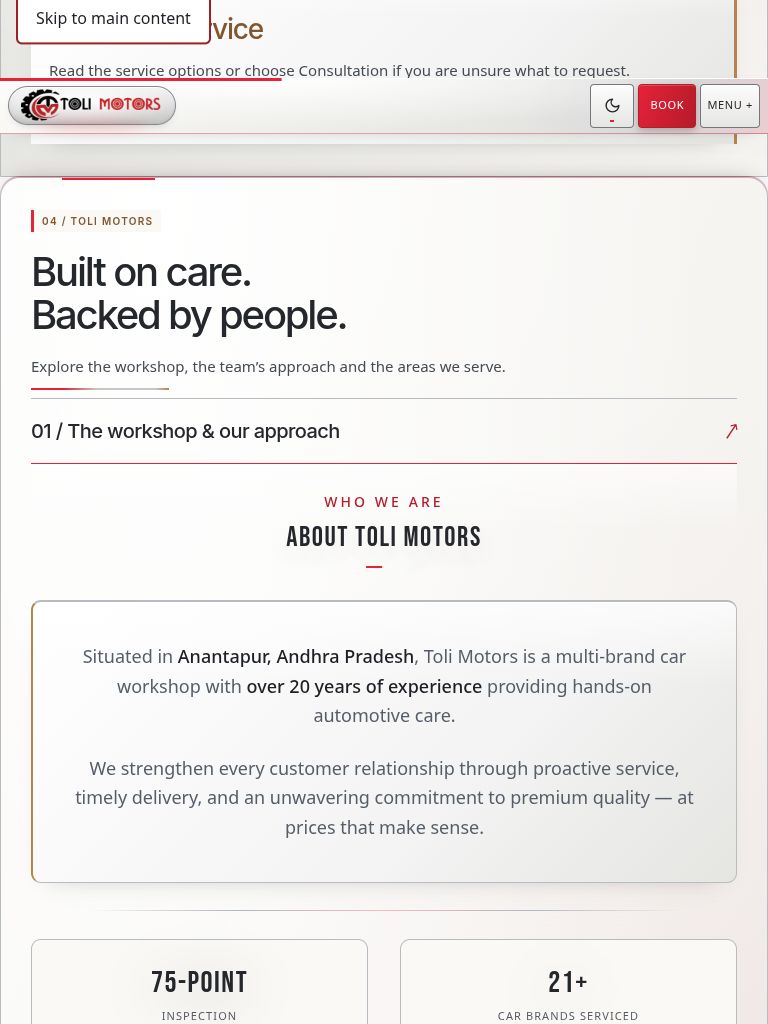 Skip to main content
vice
Read the service options or choose Consultation if you are unsure what to request.
TOLI MOTORS
BOOK
MENU +
04 / TOLI MOTORS
Built on care.
Backed by people.
Explore the workshop, the team’s approach and the areas we serve.
01 / The workshop & our approach
WHO WE ARE
ABOUT TOLI MOTORS
Situated in Anantapur, Andhra Pradesh, Toli Motors is a multi-brand car
workshop with over 20 years of experience providing hands-on
automotive care.
We strengthen every customer relationship through proactive service,
timely delivery, and an unwavering commitment to premium quality — at
prices that make sense.
75-POINT
INSPECTION
21+
CAR BRANDS SERVICED